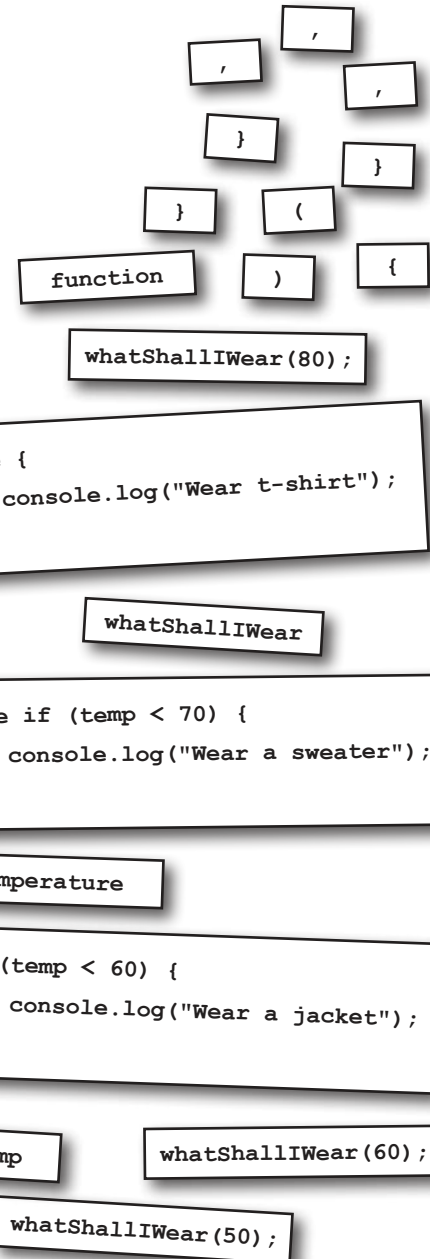 ,
,
,
}
}
}
(
{
function
)
whatShallIWear(80);
{
console.log("Wear t-shirt");
whatShallIWear
if (temp < 70) {
console.log("Wear a sweater");
(temp < 60) {
console.log("Wear a jacket");
whatShallIWear(60);
whatShallIWear(50);